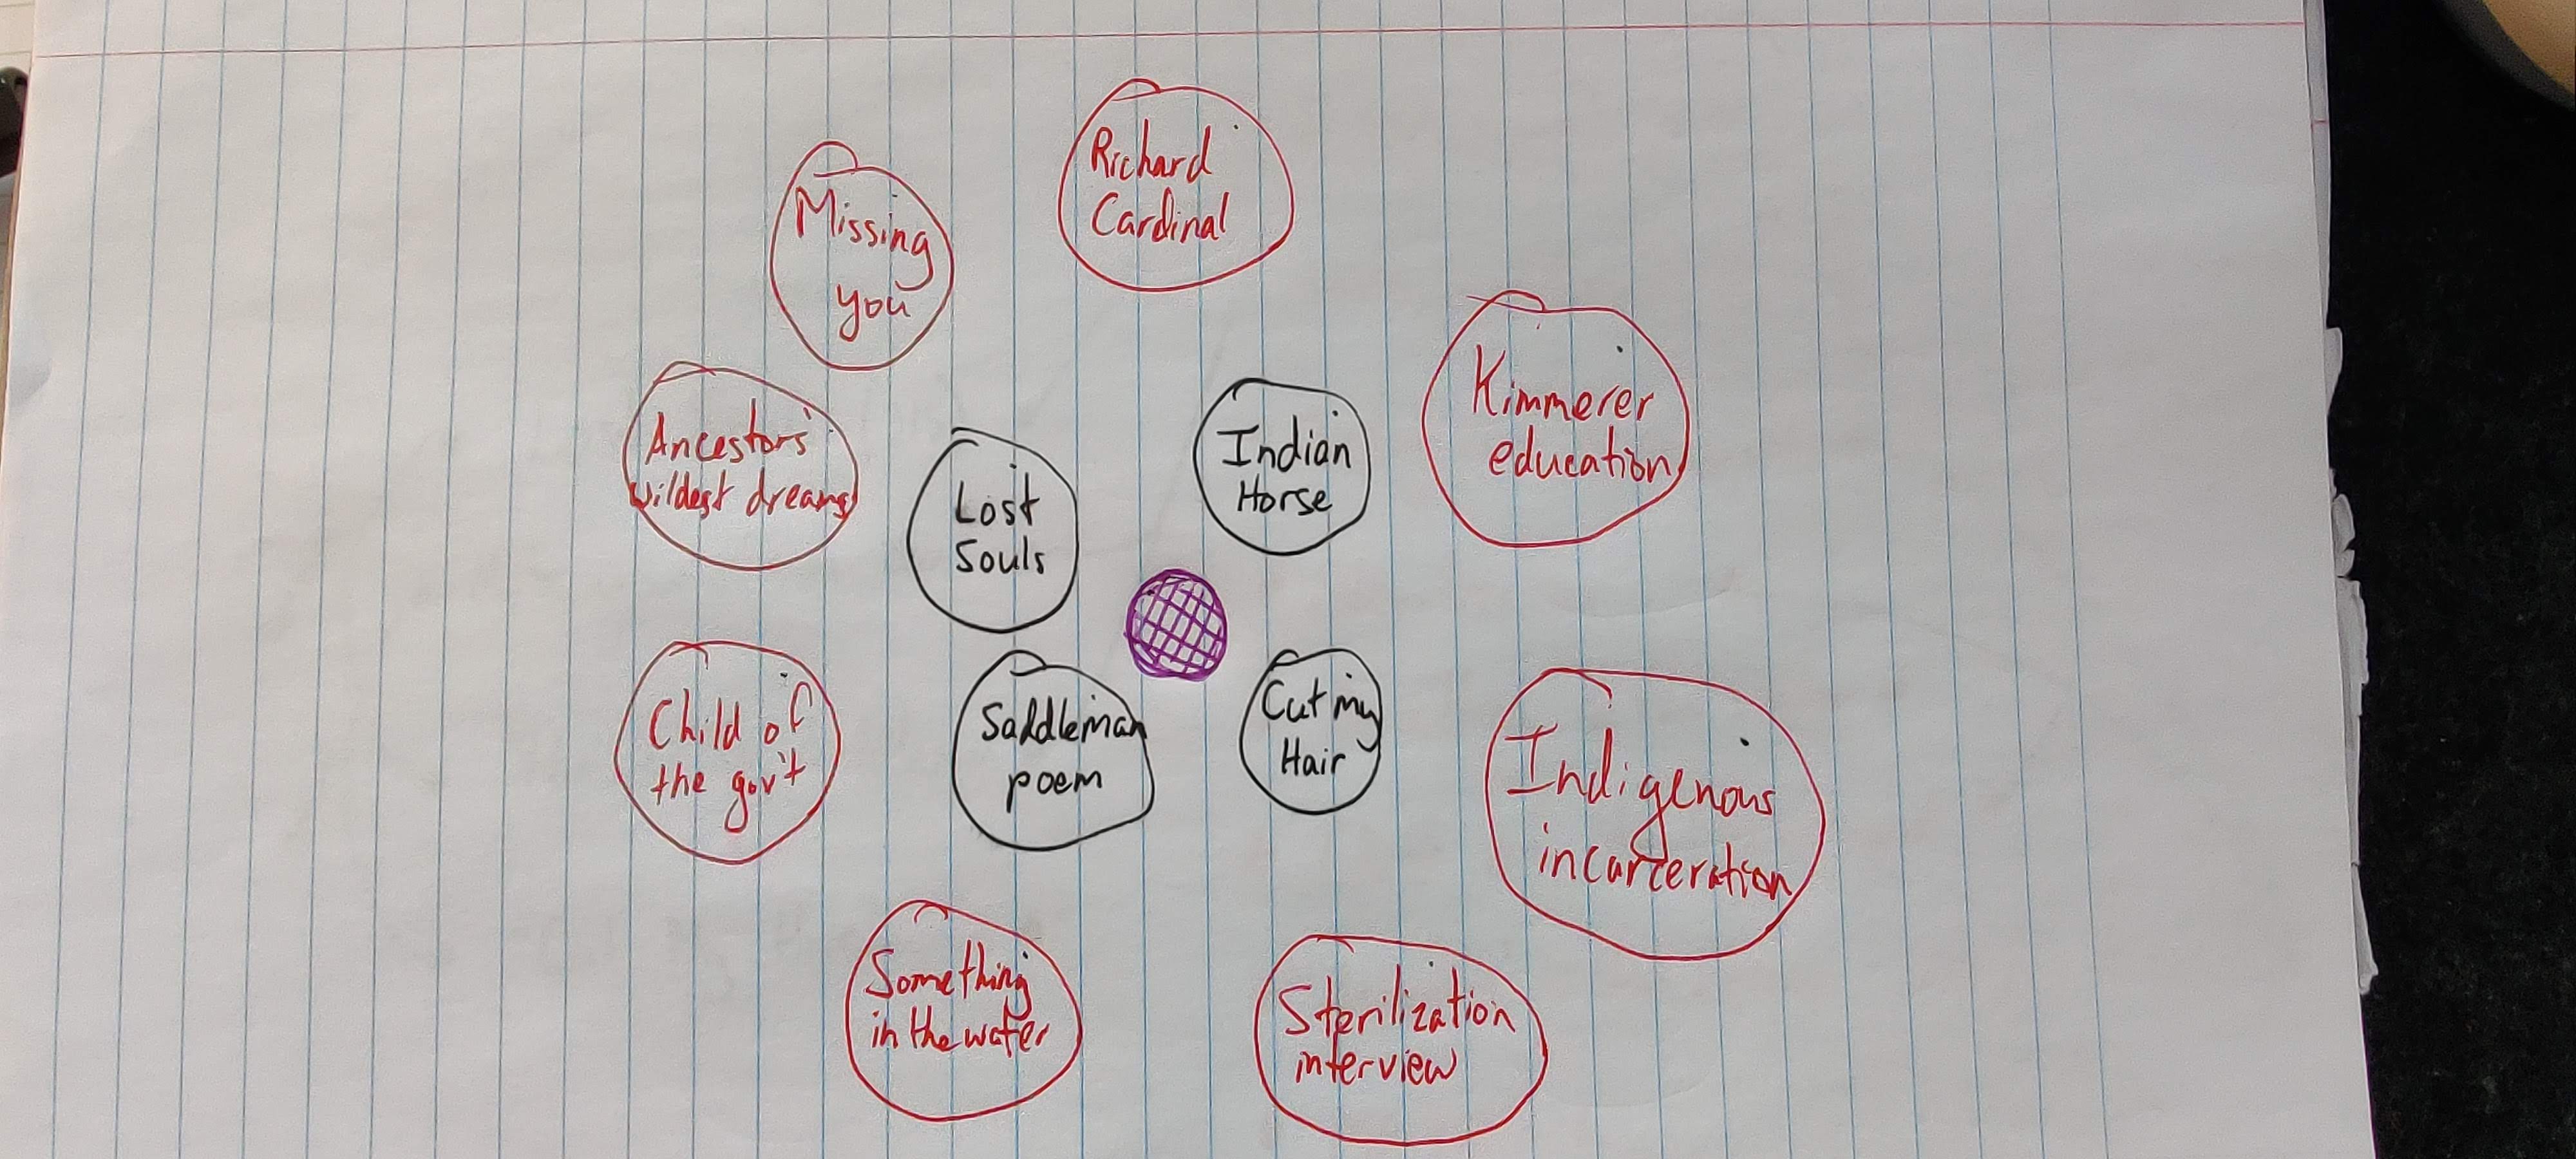 Richard
Cardinal
Missing
you
Kimmerer
education
Ancestors'
wildest dreams
Indian
Horse
Lost
Souls
Child of
the gov't
Saddleman
poem
Cut my
Hair
Indigenous
incarceration
Something
in the water
Sterilization
interview